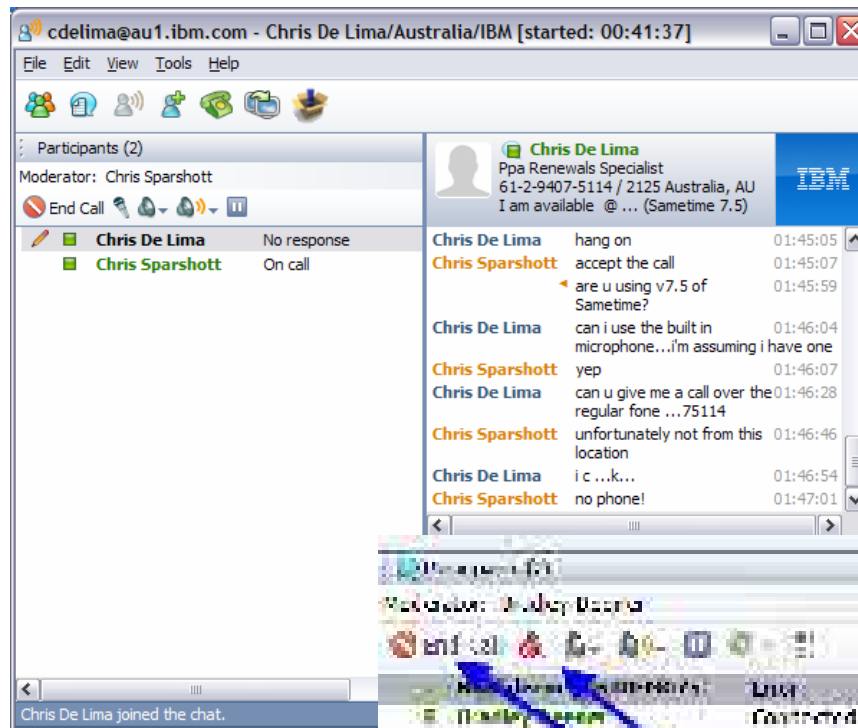 cdelima@au1.ibm.com - Chris De Lima/Australia/IBM [started: 00:41:37]
File Edit View Tools Help
Participants (2)
Moderator: Chris Sparshott
End Call
Chris De Lima No response
Chris Sparshott On call
Chris De Lima
Ppa Renewals Specialist
61-2-9407-5114 / 2125 Australia, AU
I am available @ ... (Sametime 7.5)
IBM
Chris De Lima hang on 01:45:05
Chris Sparshott accept the call 01:45:07
are u using v7.5 of 01:45:59
Sametime?
Chris De Lima can i use the built in 01:46:04
microphone...i'm assuming i have one
Chris Sparshott yep 01:46:07
Chris De Lima can u give me a call over the 01:46:28
regular fone ...75114
Chris Sparshott unfortunately not from this 01:46:46
location
Chris De Lima i c ...k... 01:46:54
Chris Sparshott no phone! 01:47:01
Moderator:
End Call
Chris De Lima joined the chat.